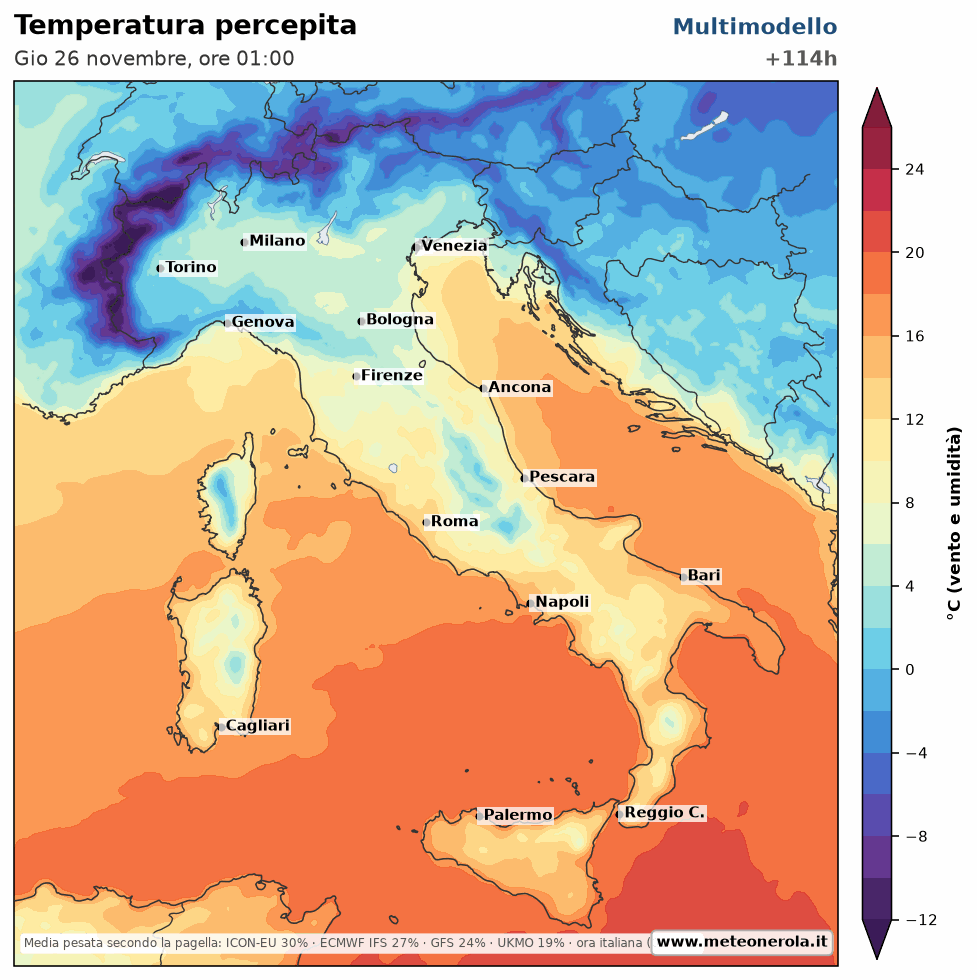 Temperatura percepita
Multimodello
Gio 26 novembre, ore 01:00
+114h
Milano
Venezia
Torino
Genova
Bologna
Firenze
Ancona
Pescara
Roma
Bari
Napoli
Cagliari
Palermo
Reggio C.
24
20
16
12
8
4
0
−4
−8
−12
°C (vento e umidità)
Media pesata secondo la pagella: ICON-EU 30% · ECMWF IFS 27% · GFS 24% · UKMO 19% · ora italiana (
www.meteonerola.it